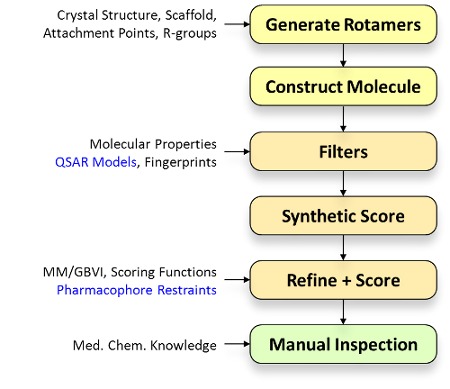 Crystal Structure, Scaffold,
Attachment Points, R-groups
Generate Rotamers
Construct Molecule
Molecular Properties
QSAR Models, Fingerprints
Filters
Synthetic Score
MM/GBVI, Scoring Functions
Pharmacophore Restraints
Refine + Score
Med. Chem. Knowledge
Manual Inspection